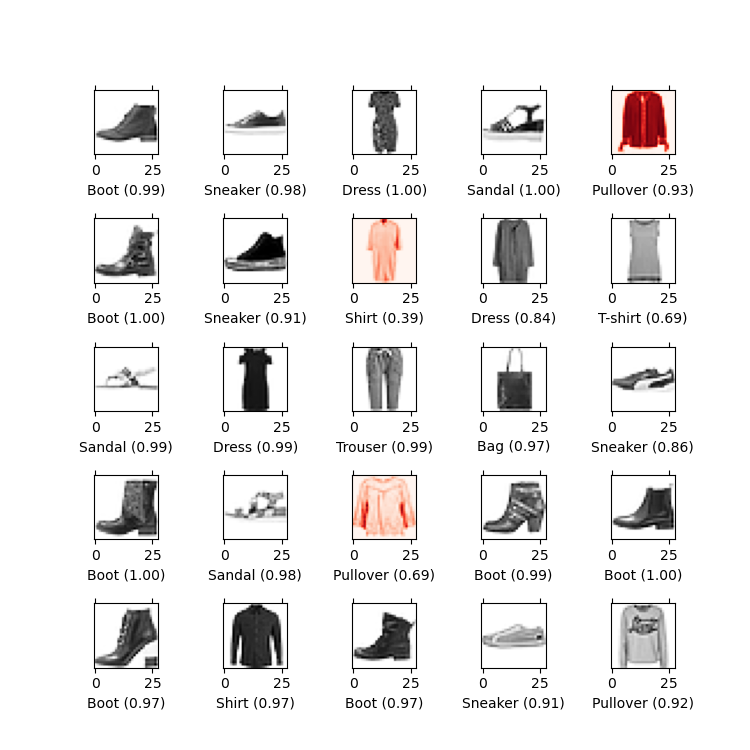 0 25 0 25 0 25 0 25 0 25
Boot (0.99) Sneaker (0.98) Dress (1.00) Sandal (1.00) Pullover (0.93)
0 25 0 25 0 25 0 25 0 25
Boot (1.00) Sneaker (0.91) Shirt (0.39) Dress (0.84) T-shirt (0.69)
0 25 0 25 0 25 0 25 0 25
Sandal (0.99) Dress (0.99) Trouser (0.99) Bag (0.97) Sneaker (0.86)
0 25 0 25 0 25 0 25 0 25
Boot (1.00) Sandal (0.98) Pullover (0.69) Boot (0.99) Boot (1.00)
0 25 0 25 0 25 0 25 0 25
Boot (0.97) Shirt (0.97) Boot (0.97) Sneaker (0.91) Pullover (0.92)